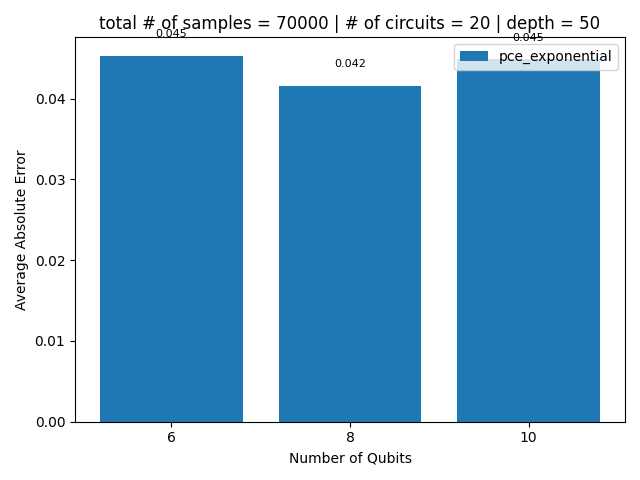 total # of samples = 70000 | # of circuits = 20 | depth = 50
0.045
0.042
0.045
pce_exponential
Average Absolute Error
0.04
0.03
0.02
0.01
0.00
6
8
10
Number of Qubits